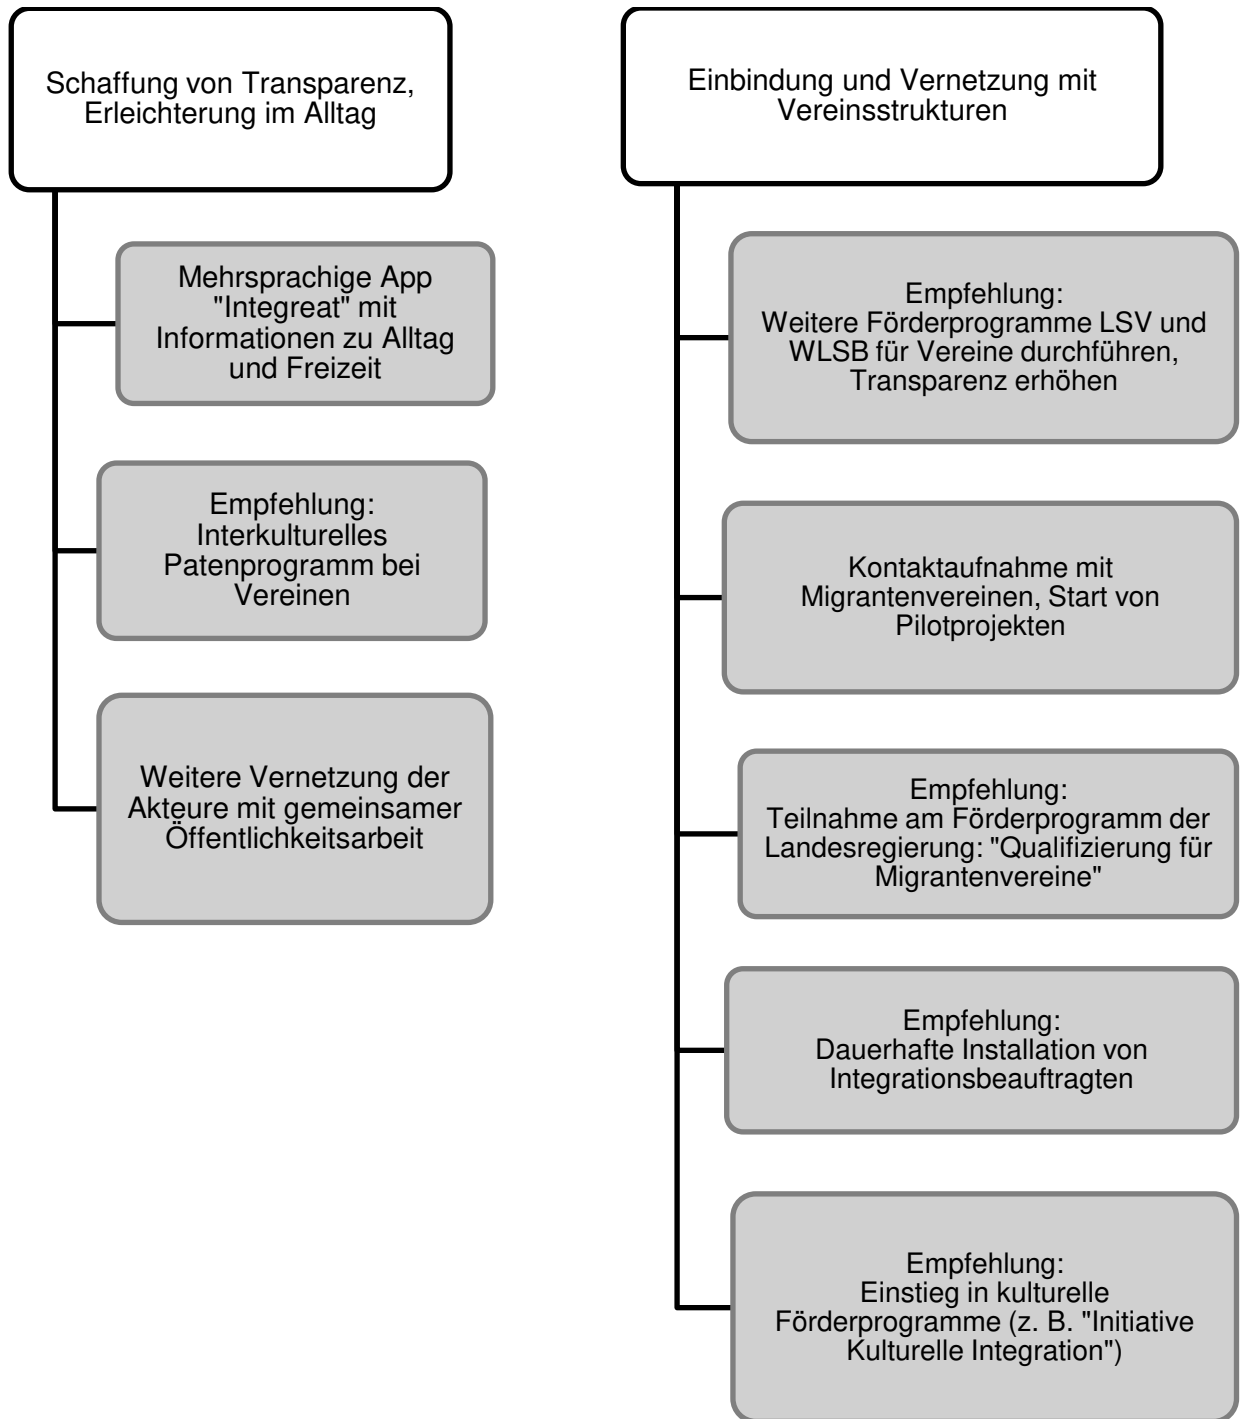 Schaffung von Transparenz,
Erleichterung im Alltag
Mehrsprachige App
"Integreat" mit
Informationen zu Alltag
und Freizeit
Empfehlung:
Interkulturelles
Patenprogramm bei
Vereinen
Weitere Vernetzung der
Akteure mit gemeinsamer
Öffentlichkeitsarbeit
Einbindung und Vernetzung mit
Vereinsstrukturen
Empfehlung:
Weitere Förderprogramme LSV und
WLSB für Vereine durchführen,
Transparenz erhöhen
Kontaktaufnahme mit
Migrantenvereinen, Start von
Pilotprojekten
Empfehlung:
Teilnahme am Förderprogramm der
Landesregierung: "Qualifizierung für
Migrantenvereine"
Empfehlung:
Dauerhafte Installation von
Integrationsbeauftragten
Empfehlung:
Einstieg in kulturelle
Förderprogramme (z. B. "Initiative
Kulturelle Integration")